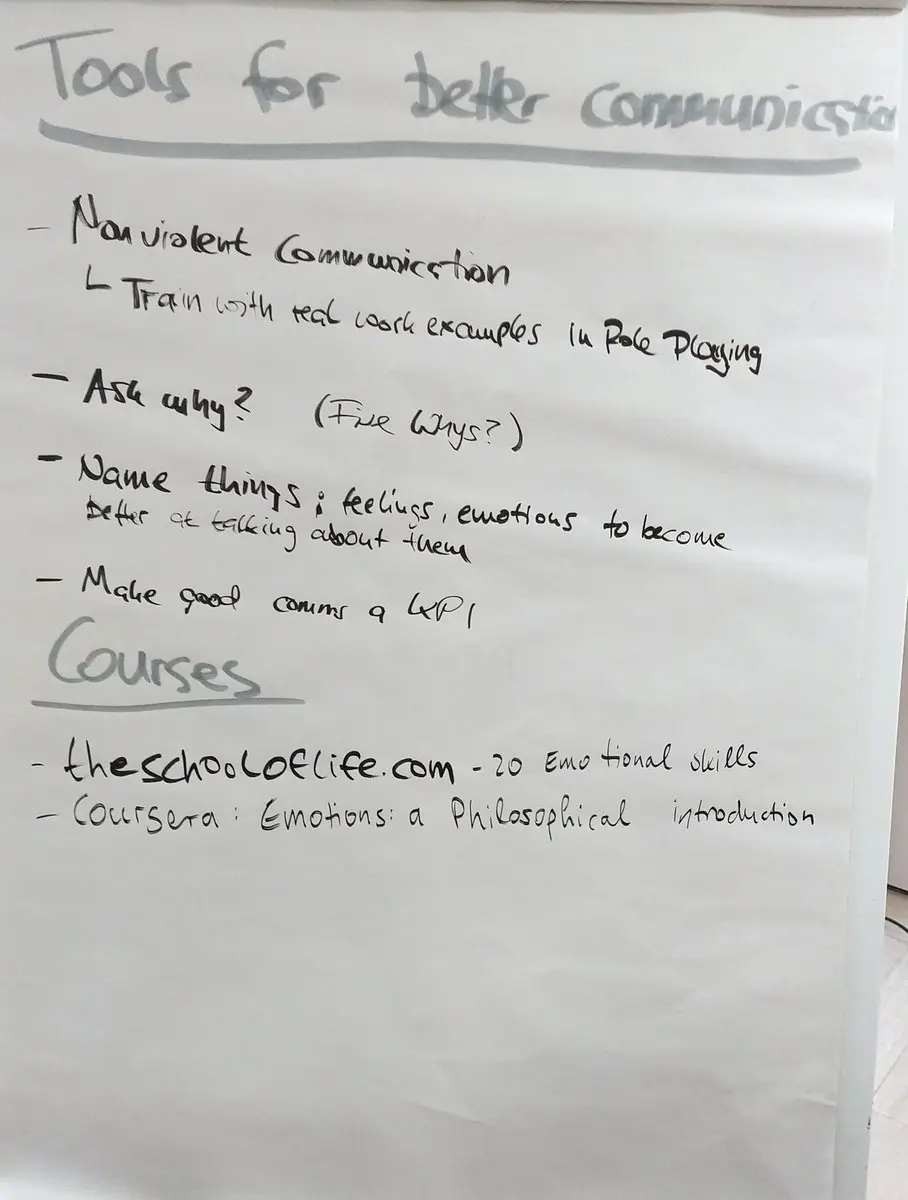 Tools for better communication
- Nonviolent Communication
└ Train with real work examples in Role Playing
- Ask why? (Five Whys?)
- Name things; feelings, emotions to become
better at talking about them
- Make good comms a KPI
Courses
- theschooloflife.com - 20 Emotional skills
- Coursera: Emotions: a Philosophical introduction